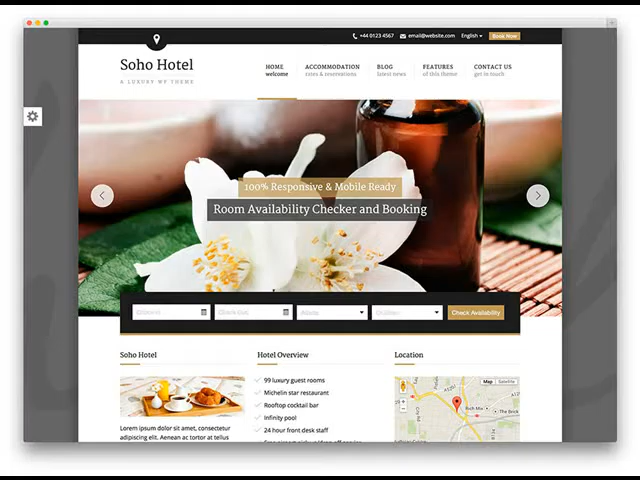 +44 0123 4567 email@website.com English Book Now
Soho Hotel
A LUXURY WP THEME
HOME ACCOMMODATION BLOG FEATURES CONTACT US
welcome rates & reservations latest news of this theme get in touch
100% Responsive & Mobile Ready
Room Availability Checker and Booking
Check In Check Out Adults Children Check Availability
Soho Hotel Hotel Overview Location
99 luxury guest rooms
Michelin star restaurant
Rooftop cocktail bar
Infinity pool
24 hour front desk staff
Lorem ipsum dolor sit amet, consectetur
adipiscing elit. Aenean ac tortor at tellus
Map Satellite
The Brick